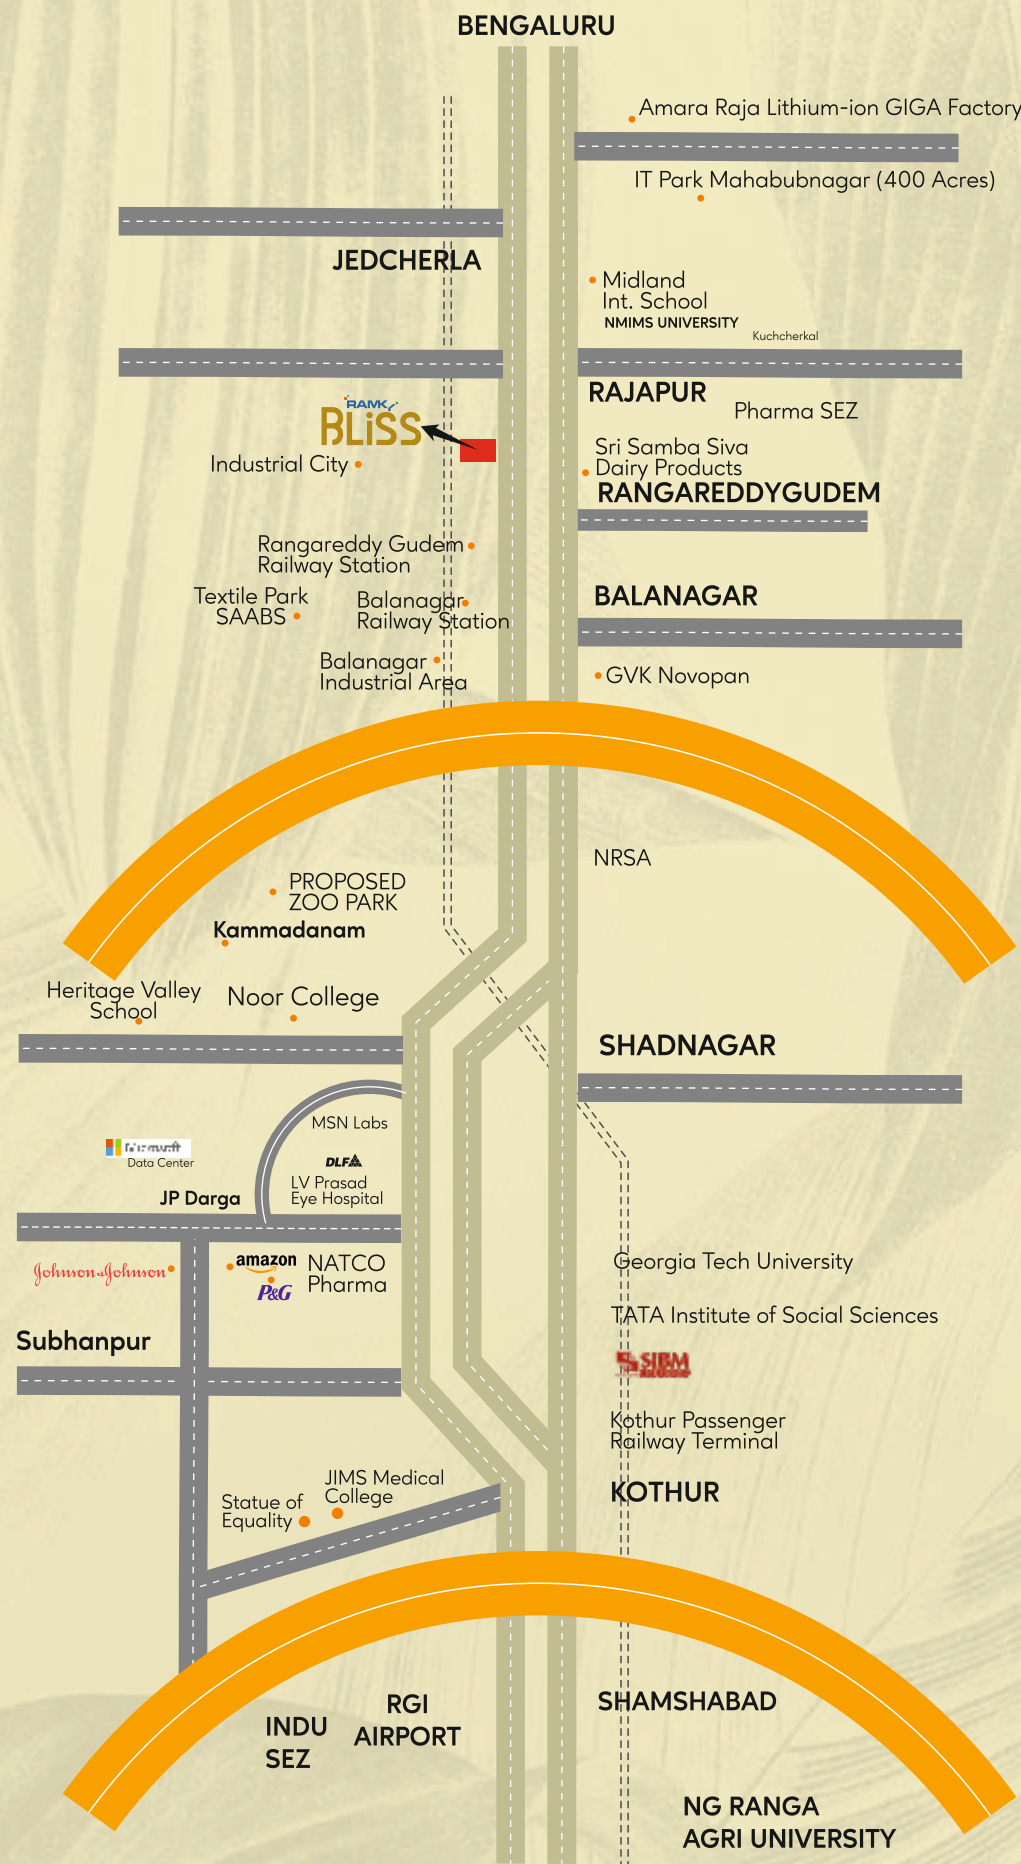 BENGALURU
Amara Raja Lithium-ion GIGA Factory
IT Park Mahabubnagar (400 Acres)
JEDCHERLA
Midland
Int. School
NMIMS UNIVERSITY
Kuchcherkal
RAJAPUR
Pharma SEZ
RAMKY
BLiSS
Industrial City
Sri Samba Siva
Dairy Products
RANGAREDDYGUDEM
Rangareddy Gudem
Railway Station
Textile Park
SAABS
Balanagar
Railway Station
BALANAGAR
Balanagar
Industrial Area
GVK Novopan
NRSA
PROPOSED
ZOO PARK
Kammadanam
Heritage Valley
School
Noor College
SHADNAGAR
MSN Labs
Microsoft
Data Center
DLF
LV Prasad
Eye Hospital
JP Darga
Johnson & Johnson
amazon
P&G
NATCO
Pharma
Georgia Tech University
TATA Institute of Social Sciences
Subhanpur
SIBM
Kothur Passenger
Railway Terminal
KOTHUR
JIMS Medical
College
Statue of
Equality
RGI
AIRPORT
INDU
SEZ
SHAMSHABAD
NG RANGA
AGRI UNIVERSITY